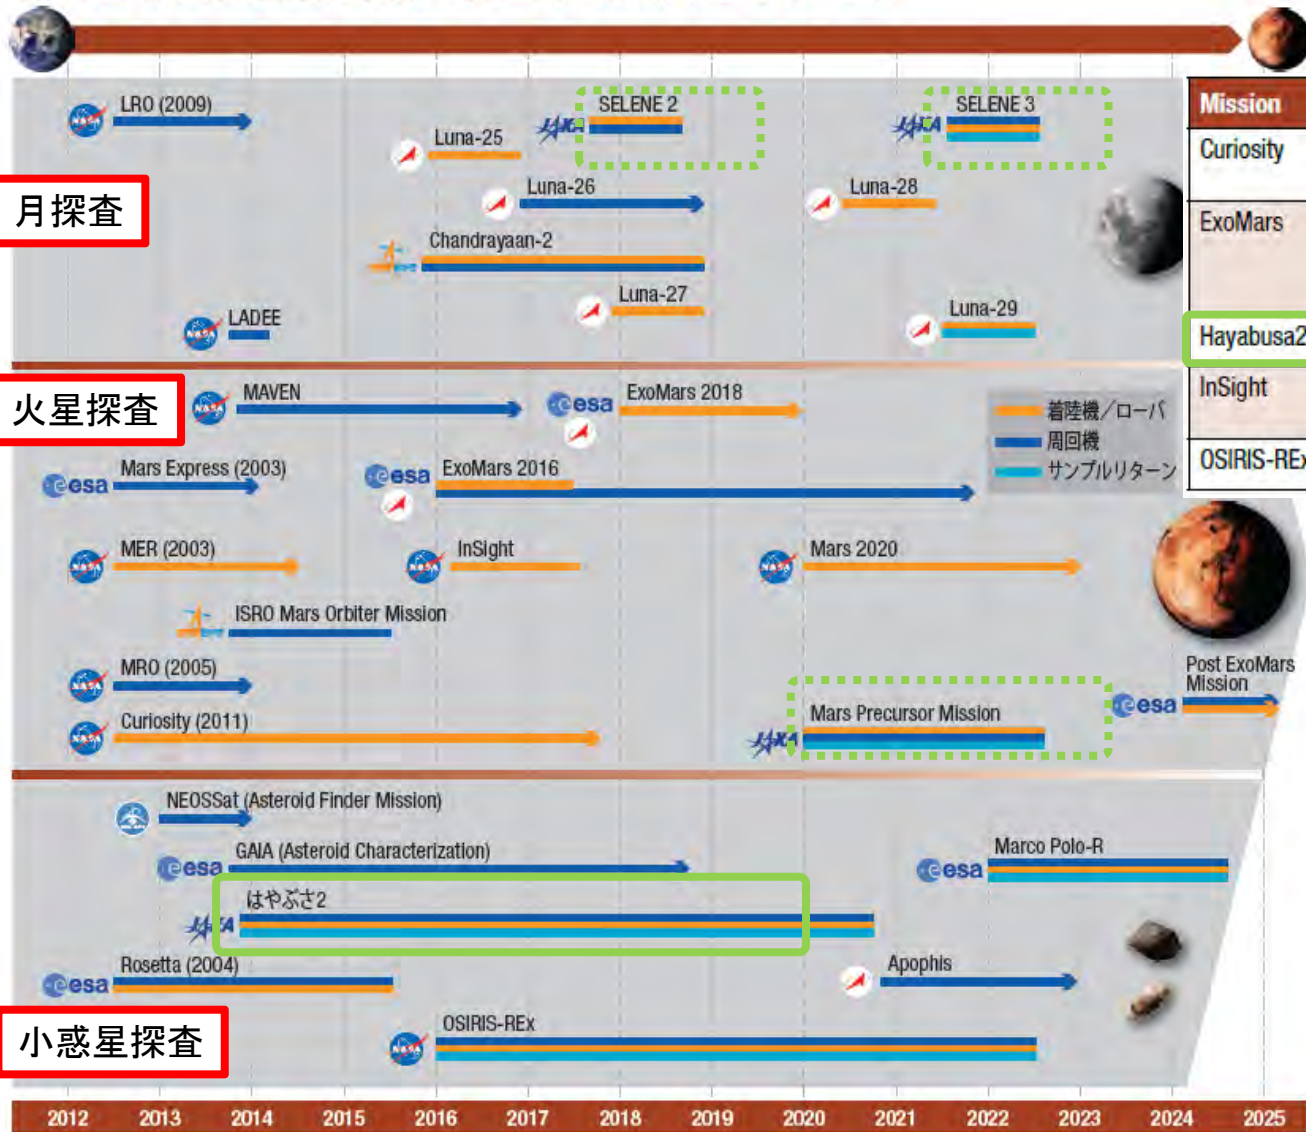 LRO (2009)
SELENE 2
SELENE 3
Luna-25
月探査
Luna-26
Luna-28
Chandrayaan-2
Luna-27
LADEE
Luna-29
Mission
Curiosity
ExoMars
Hayabusa2
InSight
OSIRIS-REx
火星探査
MAVEN
esa
ExoMars 2018
着陸機/ローバ
周回機
サンプルリターン
esa
Mars Express (2003)
esa
ExoMars 2016
NASA
MER (2003)
NASA
InSight
NASA
Mars 2020
ISRO Mars Orbiter Mission
NASA
MRO (2005)
Post ExoMars
Mission
esa
NASA
Curiosity (2011)
Mars Precursor Mission
NEOSSat (Asteroid Finder Mission)
esa
GAIA (Asteroid Characterization)
esa
Marco Polo-R
はやぶさ2
esa
Rosetta (2004)
Apophis
小惑星探査
NASA
OSIRIS-REx
2012 2013 2014 2015 2016 2017 2018 2019 2020 2021 2022 2023 2024 2025